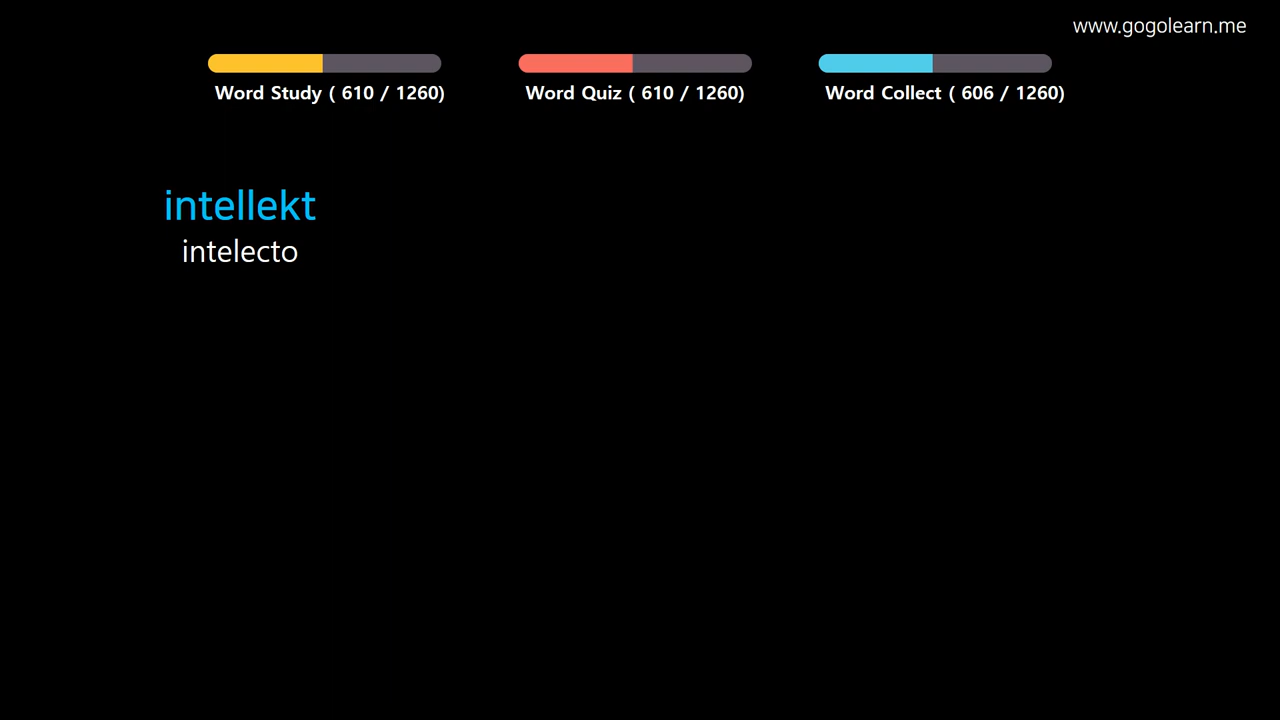 www.gogolearn.me
Word Study ( 610 / 1260)
Word Quiz ( 610 / 1260)
Word Collect ( 606 / 1260)
intellekt
intelecto